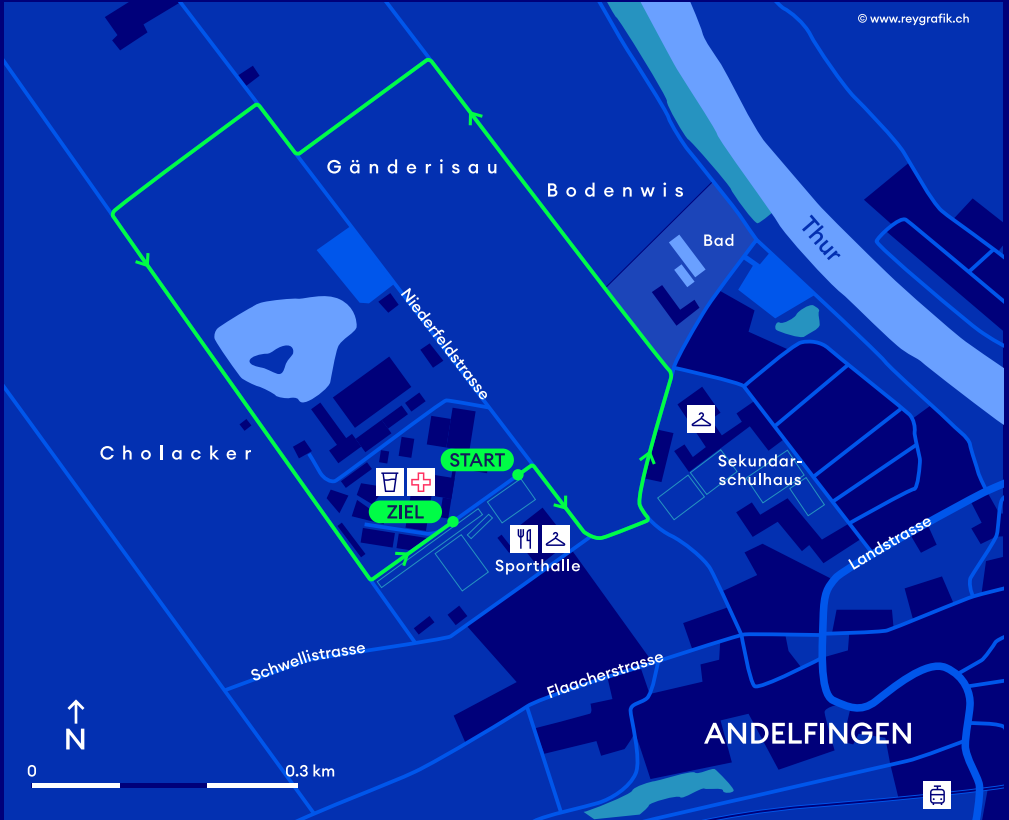 © www.reygrafik.ch
Gänderisau
Bodenwis
Thur
Bad
Niederfeldstrasse
Cholacker
START
ZIEL
Sekundar-
schulhaus
Sporthalle
Landstrasse
Schwellistrasse
Flaacherstrasse
ANDELFINGEN
N
0
0.3 km